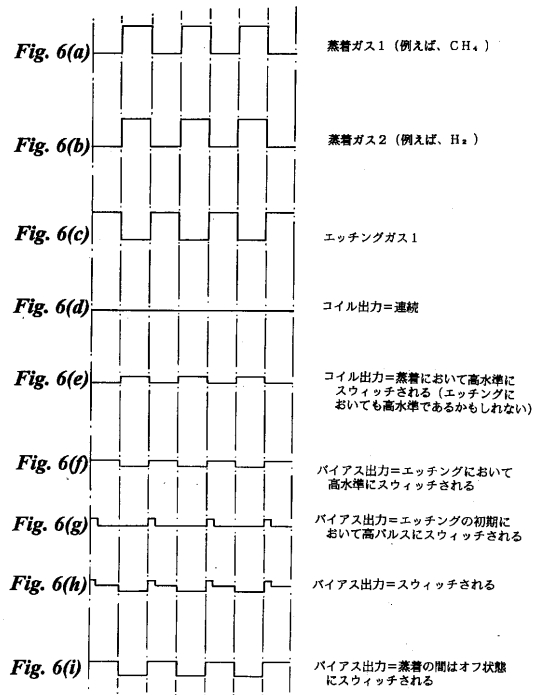 Fig. 6(a)
蒸着ガス1（例えば、CH₄）
Fig. 6(b)
蒸着ガス2（例えば、H₂）
Fig. 6(c)
エッチングガス1
Fig. 6(d)
コイル出力＝連続
Fig. 6(e)
コイル出力＝蒸着において高水準に
スウィッチされる（エッチングに
おいても高水準であるかもしれない）
Fig. 6(f)
バイアス出力＝エッチングにおいて
高水準にスウィッチされる
Fig. 6(g)
バイアス出力＝エッチングの初期に
おいて高パルスにスウィッチされる
Fig. 6(h)
バイアス出力＝スウィッチされる
Fig. 6(i)
バイアス出力＝蒸着の間はオフ状態
にスウィッチされる